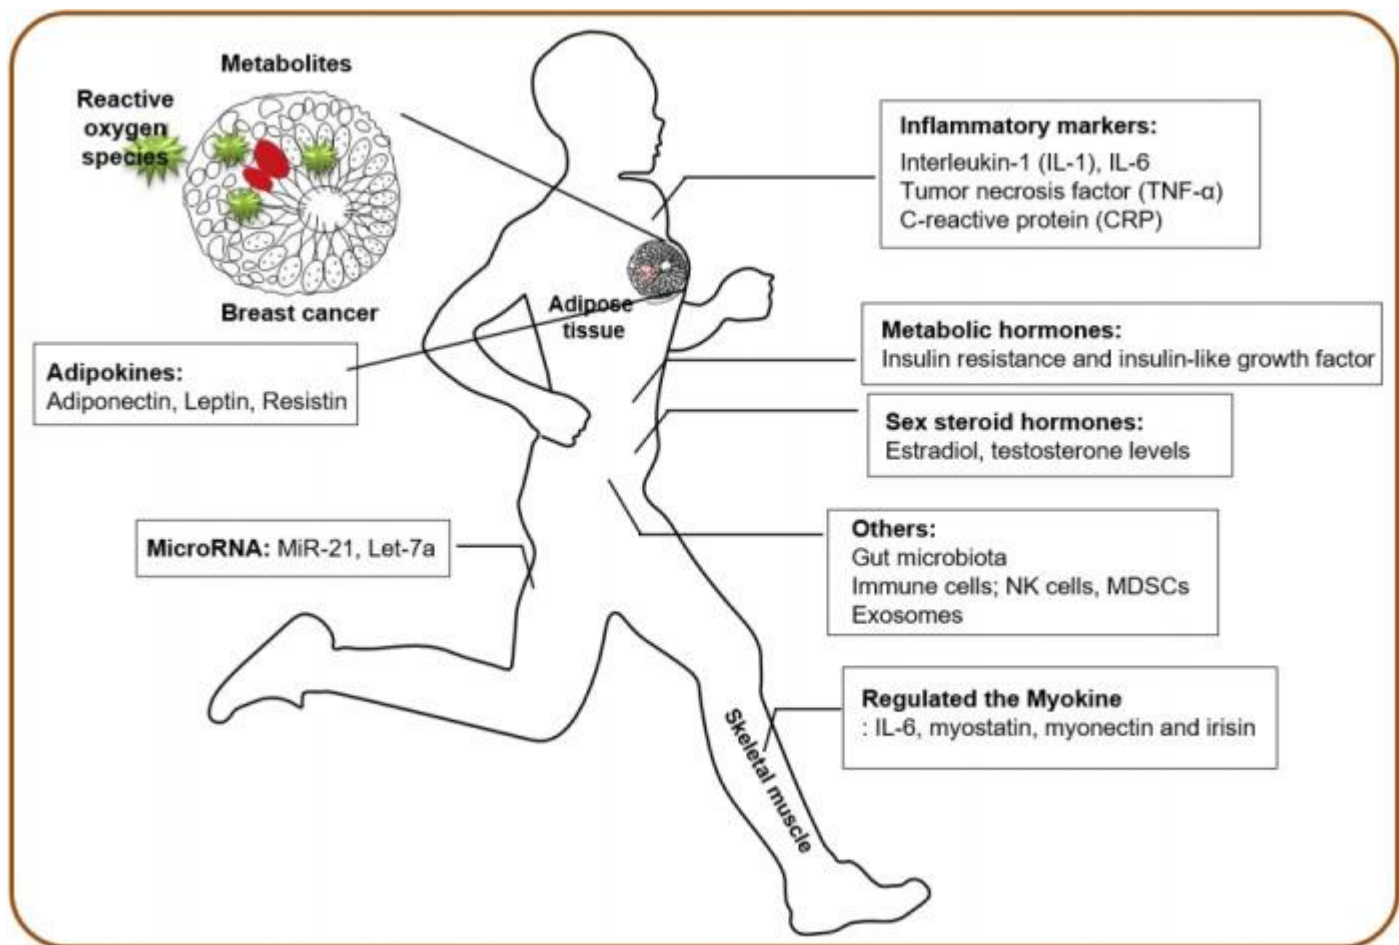 Metabolites
Reactive
oxygen
species
Breast cancer
Inflammatory markers:
Interleukin-1 (IL-1), IL-6
Tumor necrosis factor (TNF-α)
C-reactive protein (CRP)
Adipose
tissue
Metabolic hormones:
Insulin resistance and insulin-like growth factor
Adipokines:
Adiponectin, Leptin, Resistin
Sex steroid hormones:
Estradiol, testosterone levels
MicroRNA: MiR-21, Let-7a
Others:
Gut microbiota
Immune cells; NK cells, MDSCs
Exosomes
Regulated the Myokine
: IL-6, myostatin, myonectin and irisin
Skeletal muscle